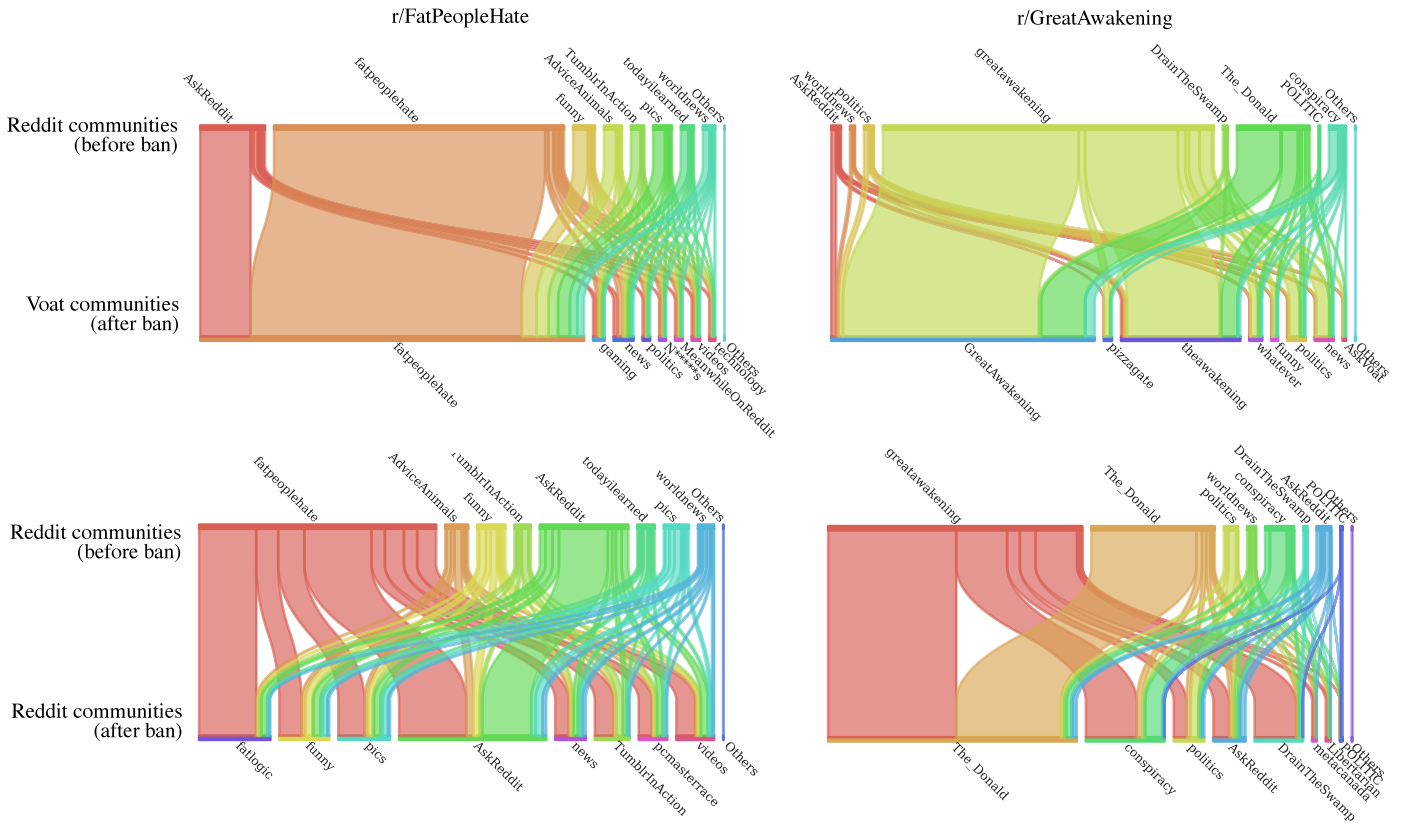 r/FatPeopleHate
r/GreatAwakening
Reddit communities
(before ban)
AskReddit
fatpeoplehate
funny
AdviceAnimals
TumblrInAction
pics
todayilearned
worldnews
Others
AskReddit
worldnews
politics
greatawakening
DrainTheSwamp
The_Donald
POLITIC
conspiracy
Others
Voat communities
(after ban)
fatpeoplehate
gaming
news
politics
N*****s
MeanwhileOnReddit
videos
technology
Others
GreatAwakening
pizzagate
theawakening
whatever
funny
politics
news
AskVoat
Others
Reddit communities
(before ban)
fatpeoplehate
AdviceAnimals
funny
TumblrInAction
AskReddit
todayilearned
pics
worldnews
Others
greatawakening
The_Donald
politics
worldnews
conspiracy
DrainTheSwamp
AskReddit
POLITIC
Others
Reddit communities
(after ban)
fatlogic
funny
pics
AskReddit
news
TumblrInAction
pcmasterrace
videos
Others
The_Donald
conspiracy
politics
AskReddit
DrainTheSwamp
metacanada
Libertarian
POLITIC
Others